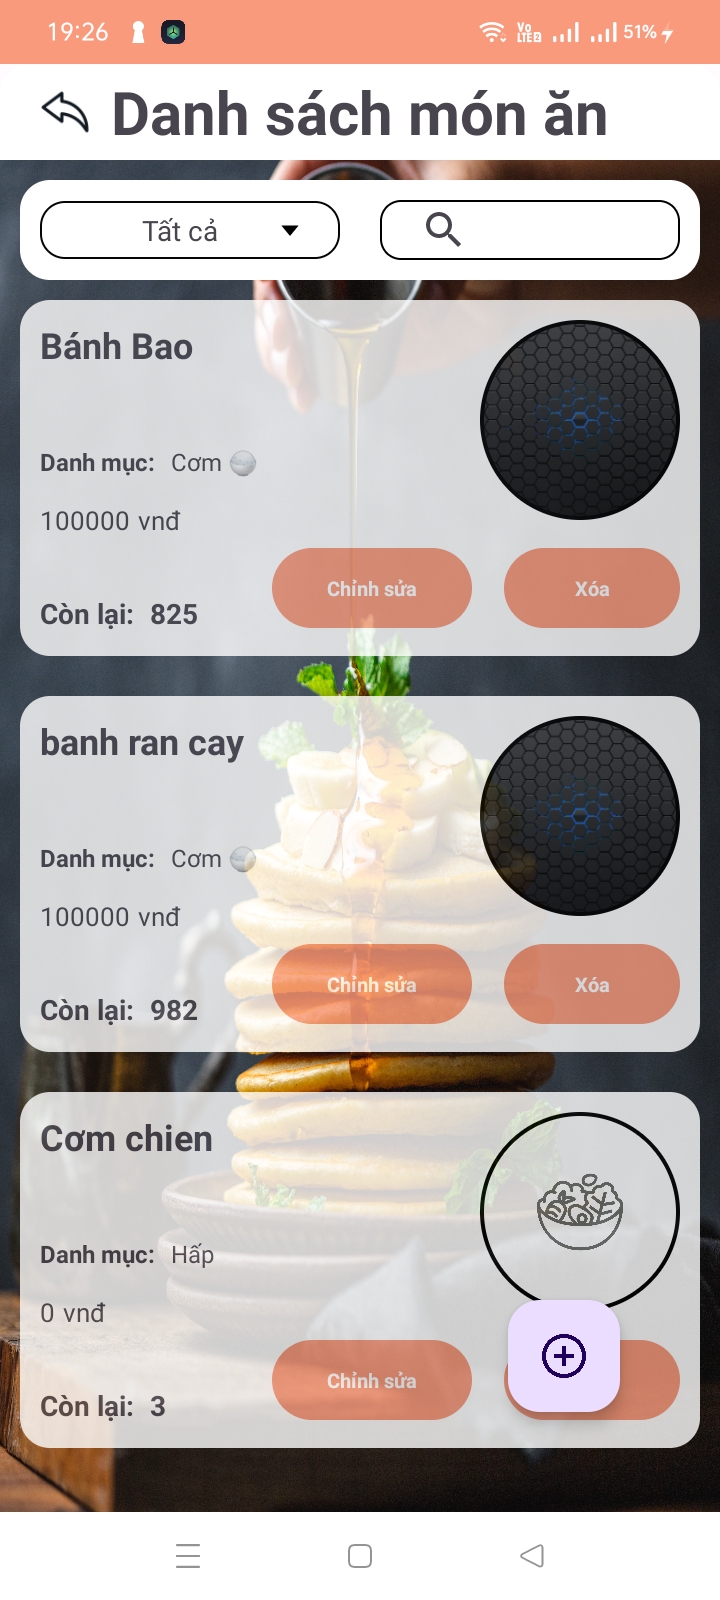 19:26 Vo LTE2 51%
Danh sách món ăn
Tất cả
Bánh Bao
Danh mục: Cơm
100000 vnđ
Còn lại: 825
Chỉnh sửa
Xóa
banh ran cay
Danh mục: Cơm
100000 vnđ
Còn lại: 982
Chỉnh sửa
Xóa
Cơm chien
Danh mục: Hấp
0 vnđ
Còn lại: 3
Chỉnh sửa